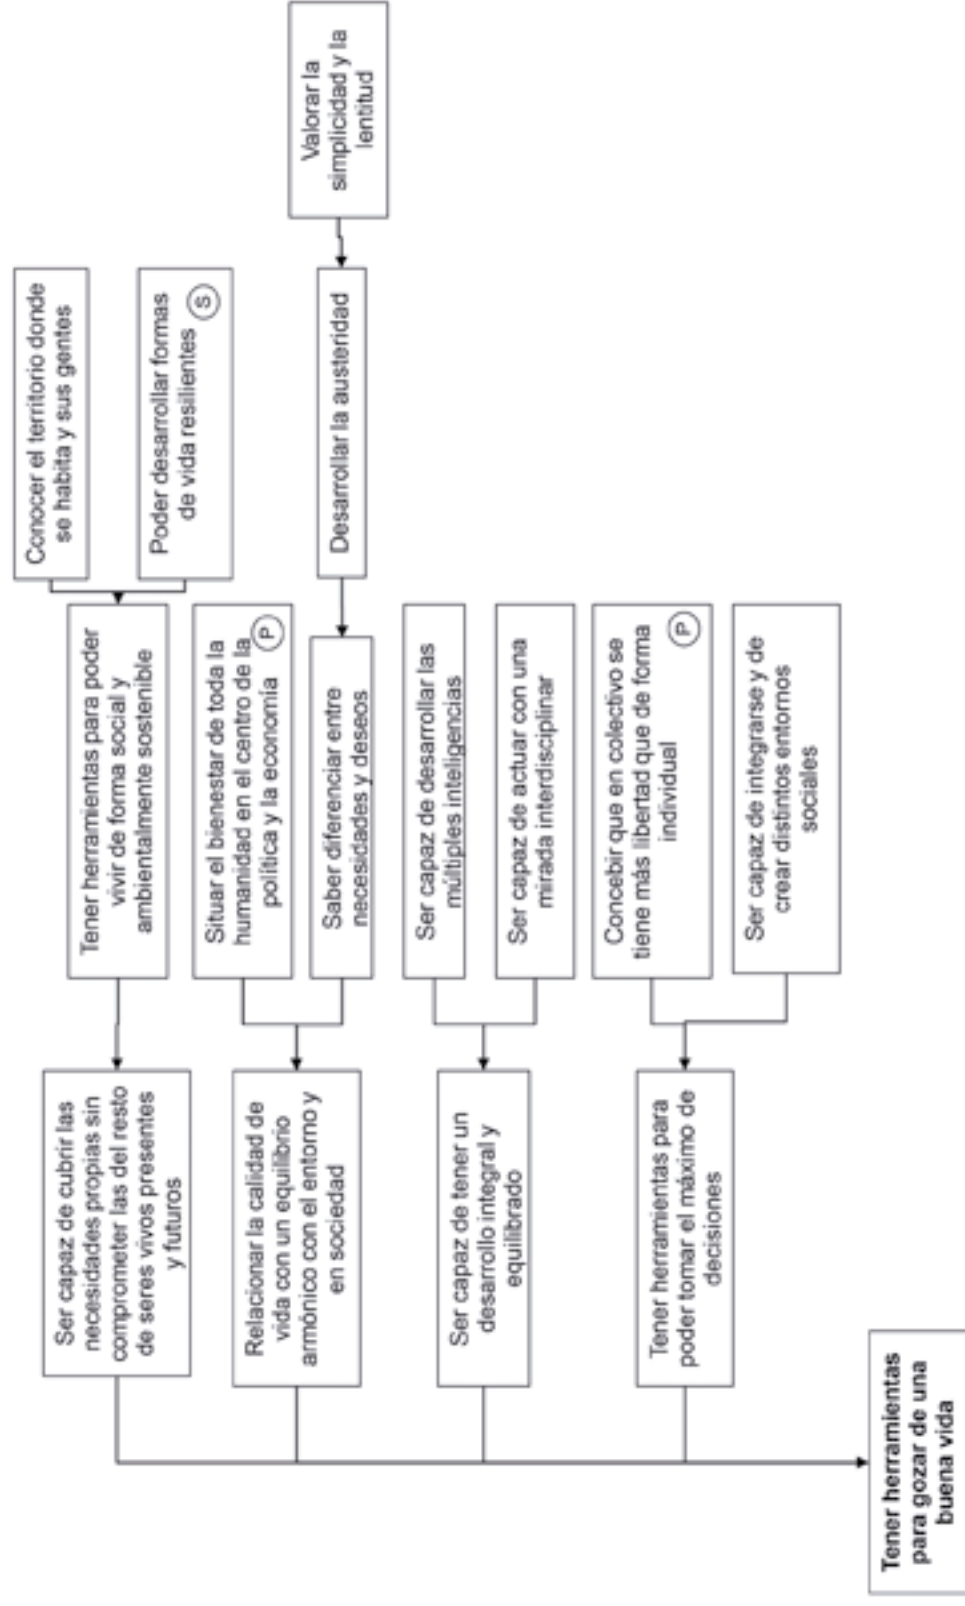 Valorar la
simplicidad y la
lentitud
Conocer el territorio donde
se habita y sus gentes
Poder desarrollar formas
de vida resilientes
S
Desarrollar la austeridad
Tener herramientas para poder
vivir de forma social y
ambientalmente sostenible
Situar el bienestar de toda la
humanidad en el centro de la
política y la economía
P
Saber diferenciar entre
necesidades y deseos
Ser capaz de desarrollar las
múltiples inteligencias
Ser capaz de actuar con una
mirada interdisciplinar
Concebir que en colectivo se
tiene más libertad que de forma
individual
P
Ser capaz de integrarse y de
crear distintos entornos
sociales
Ser capaz de cubrir las
necesidades propias sin
comprometer las del resto
de seres vivos presentes
y futuros
Relacionar la calidad de
vida con un equilibrio
armónico con el entorno y
en sociedad
Ser capaz de tener un
desarrollo integral y
equilibrado
Tener herramientas para
poder tomar el máximo de
decisiones
Tener herramientas
para gozar de una
buena vida